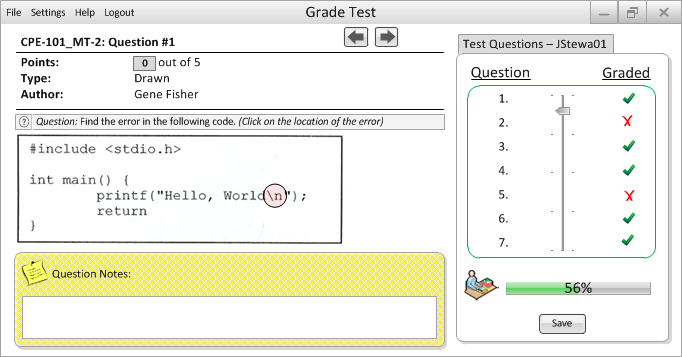 File Settings Help Logout
Grade Test
CPE-101_MT-2: Question #1
Points: 0 out of 5
Type: Drawn
Author: Gene Fisher
? Question: Find the error in the following code. (Click on the location of the error)
#include <stdio.h>
int main() {
printf("Hello, World\n");
return
}
Question Notes:
Test Questions – JStewa01
Question Graded
1.
2.
3.
4.
5.
6.
7.
56%
Save